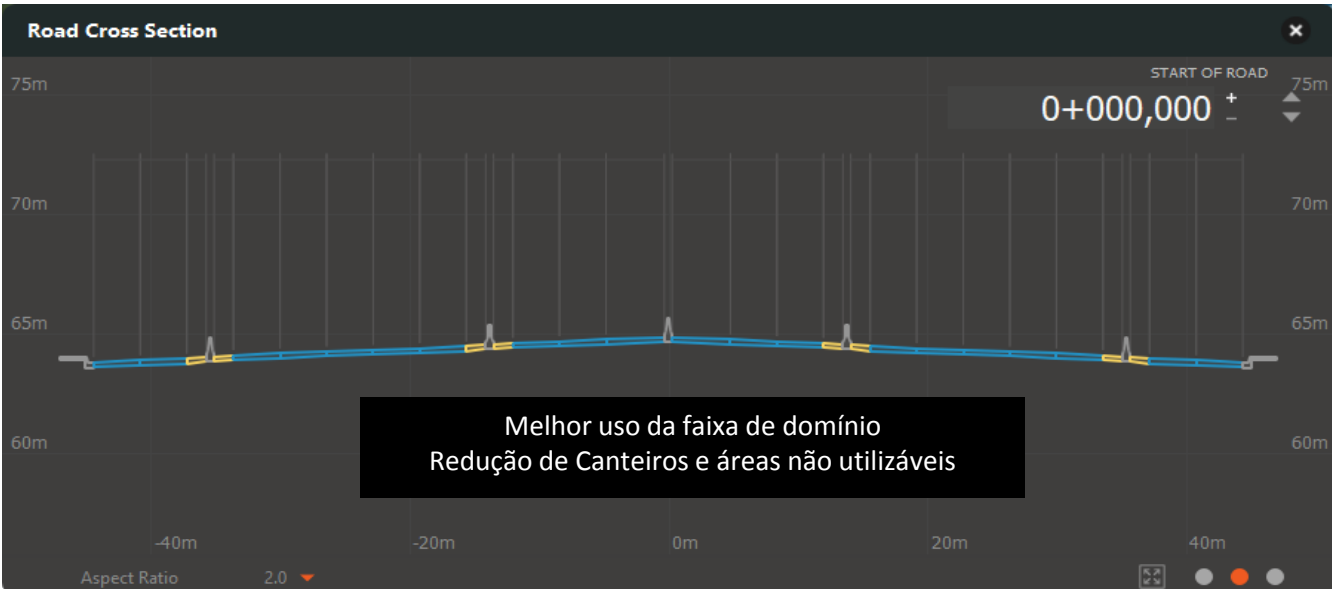 Road Cross Section
START OF ROAD
75m 75m
0+000,000 + −
70m 70m
65m 65m
60m 60m
Melhor uso da faixa de domínio
Redução de Canteiros e áreas não utilizáveis
-40m -20m 0m 20m 40m
Aspect Ratio 2.0